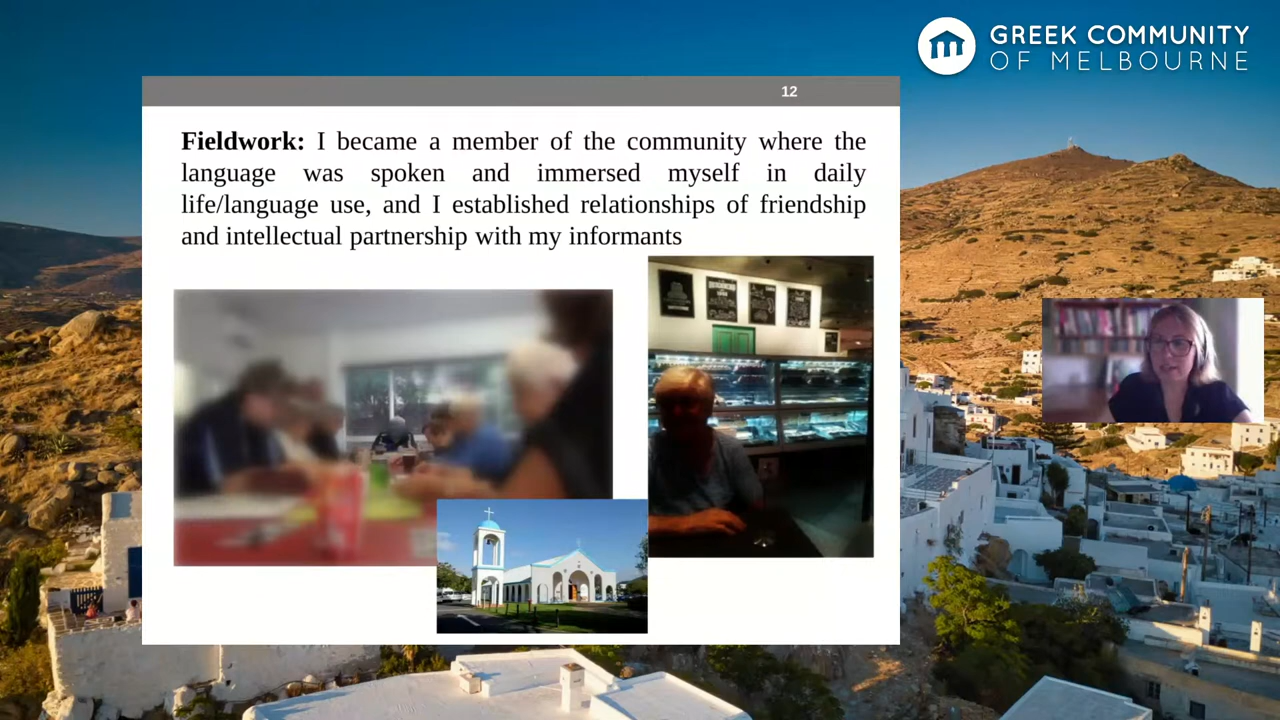 GREEK COMMUNITY
OF MELBOURNE
12
Fieldwork: I became a member of the community where the
language was spoken and immersed myself in daily
life/language use, and I established relationships of friendship
and intellectual partnership with my informants